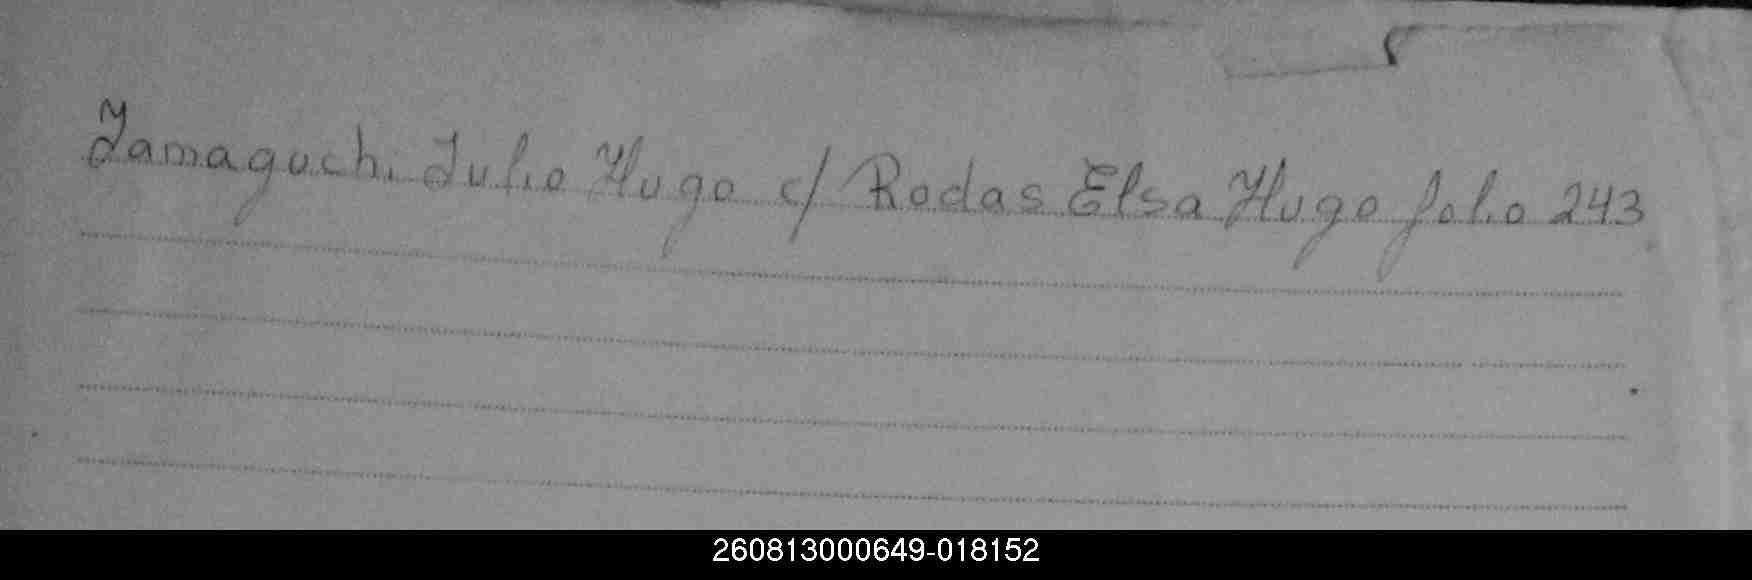 Yamaguchi Julio Hugo c/ Rodas Elsa Hugo folio 243
260813000649-018152